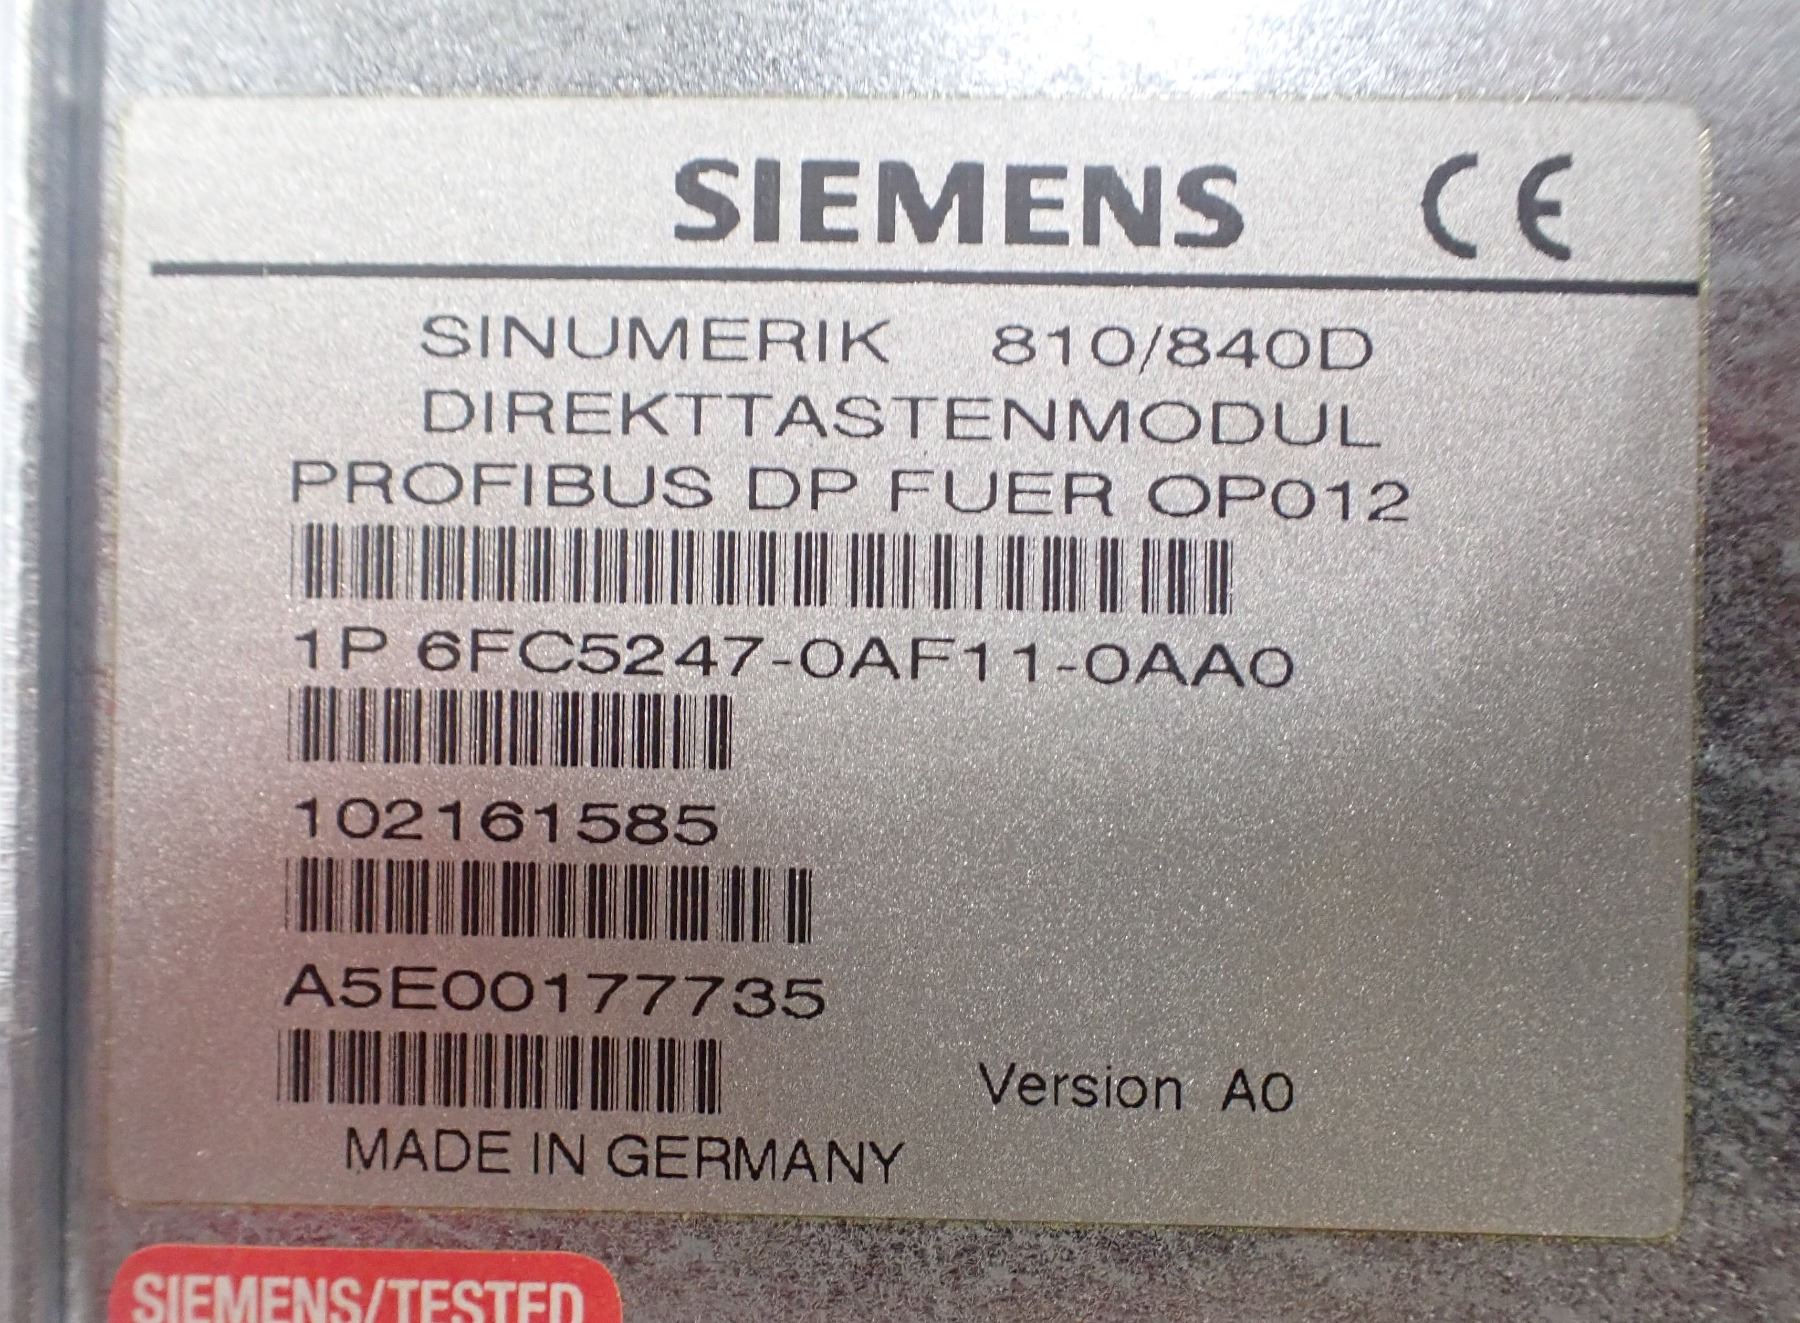 SIEMENS CE
SINUMERIK 810/840D
DIREKTTASTENMODUL
PROFIBUS DP FUER OP012
1P 6FC5247-0AF11-0AA0
102161585
A5E00177735
Version A0
MADE IN GERMANY
SIEMENS/TESTED